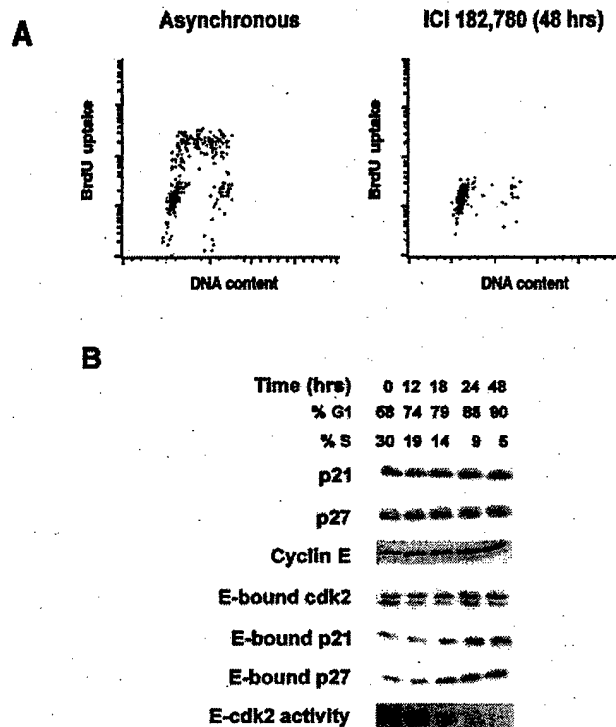 A
Asynchronous
ICI 182,780 (48 hrs)
BrdU uptake
BrdU uptake
DNA content
DNA content
B
Time (hrs) 0 12 18 24 48
% G1 58 74 79 88 90
% S 30 19 14 9 5
p21
p27
Cyclin E
E-bound cdk2
E-bound p21
E-bound p27
E-cdk2 activity